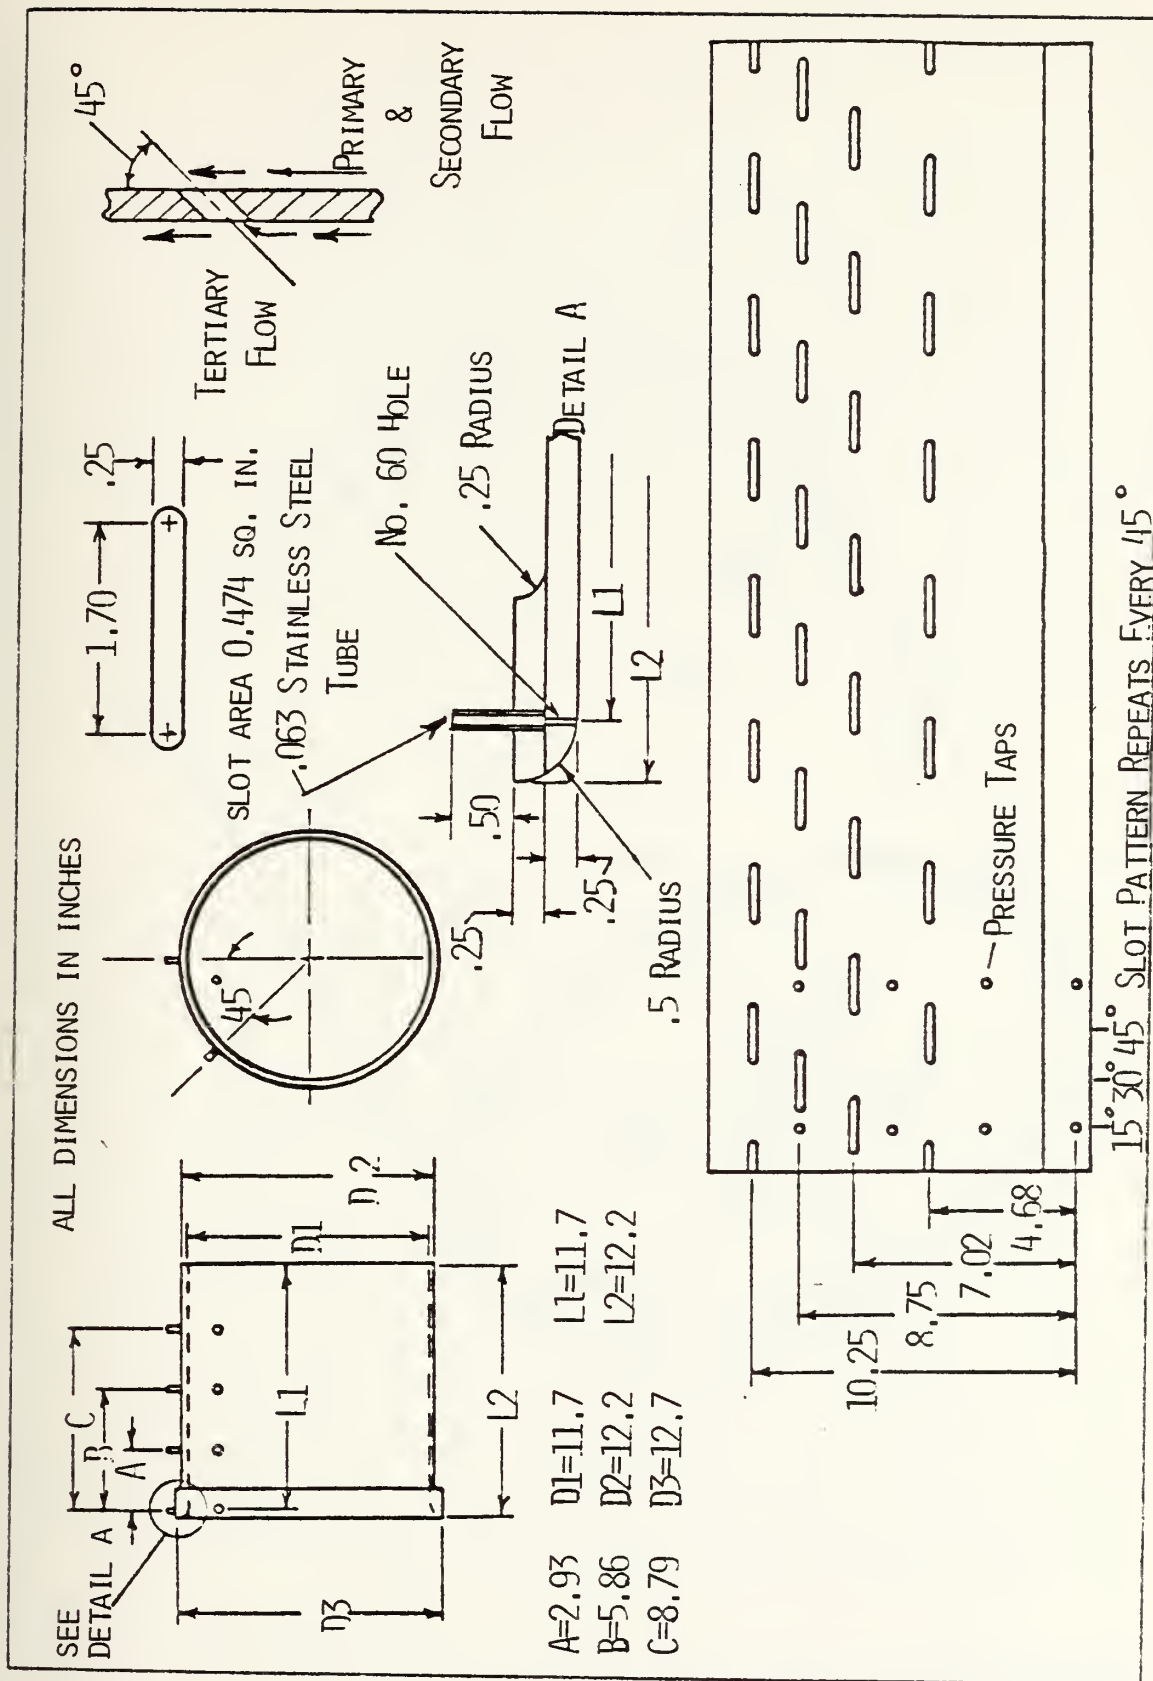 ALL DIMENSIONS IN INCHES
SEE
DETAIL A
A
B
C
D3
L1
L2
D1
D2
A=2.93 D1=11.7 L1=11.7
B=5.86 D2=12.2 L2=12.2
C=8.79 D3=12.7
45°
1.70
.25
SLOT AREA 0.474 SQ. IN.
.063 STAINLESS STEEL
TUBE
NO. 60 HOLE
.25 RADIUS
.50
.25
.25
.5 RADIUS
L1
L2
DETAIL A
TERTIARY
FLOW
45°
PRIMARY
&
SECONDARY
FLOW
10.25
8.75
7.02
4.68
PRESSURE TAPS
15° 30° 45° SLOT PATTERN REPEATS EVERY 45°